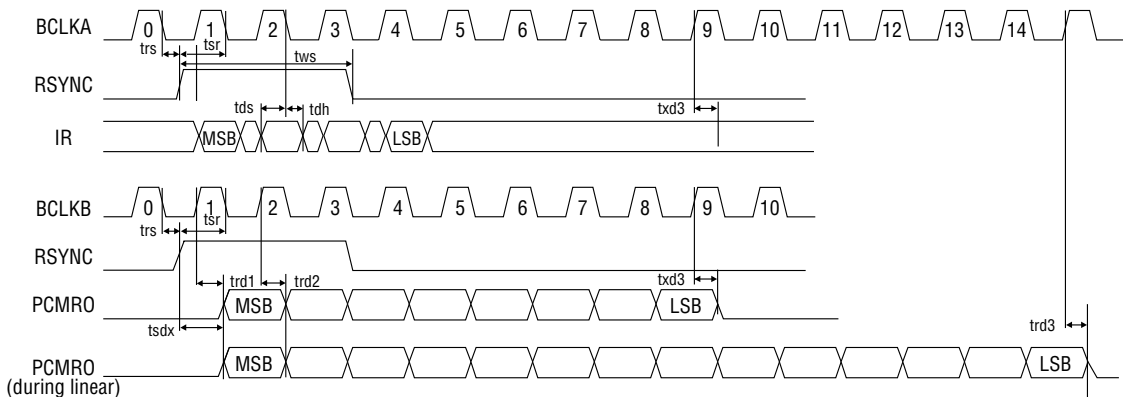 BCLKA 0 1 2 3 4 5 6 7 8 9 10 11 12 13 14
trs tsr
tws
RSYNC
tds tdh txd3
IR MSB LSB
BCLKB 0 1 2 3 4 5 6 7 8 9 10
trs tsr
RSYNC
trd1 trd2 txd3
PCMRO MSB LSB
tsdx trd3
PCMRO MSB LSB
(during linear)